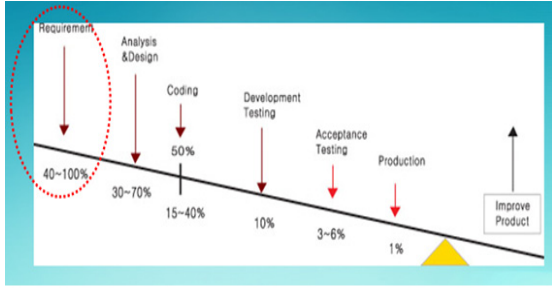 Requirement
Analysis
&Design
Coding
Development
Testing
Acceptance
Testing
Production
50%
40~100%
30~70%
15~40%
10%
3~6%
1%
Improve
Product